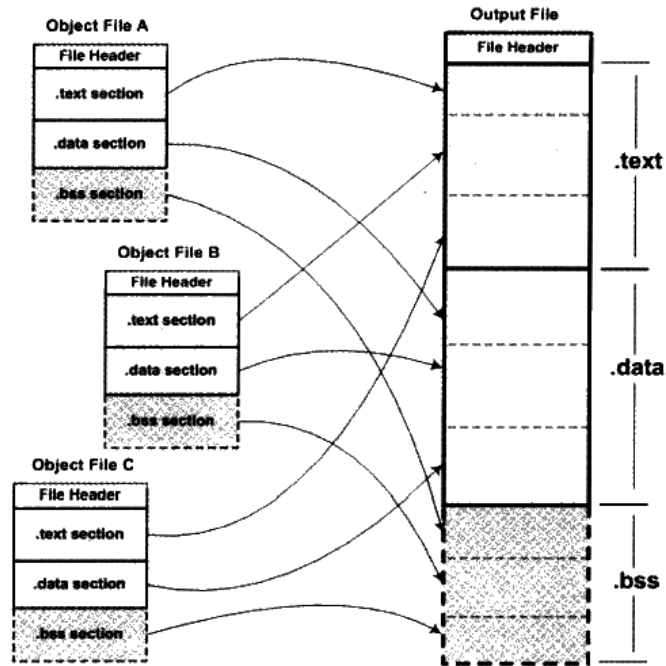 Object File A
File Header
.text section
.data section
.bss section
Object File B
File Header
.text section
.data section
.bss section
Object File C
File Header
.text section
.data section
.bss section
Output File
File Header
.text
.data
.bss